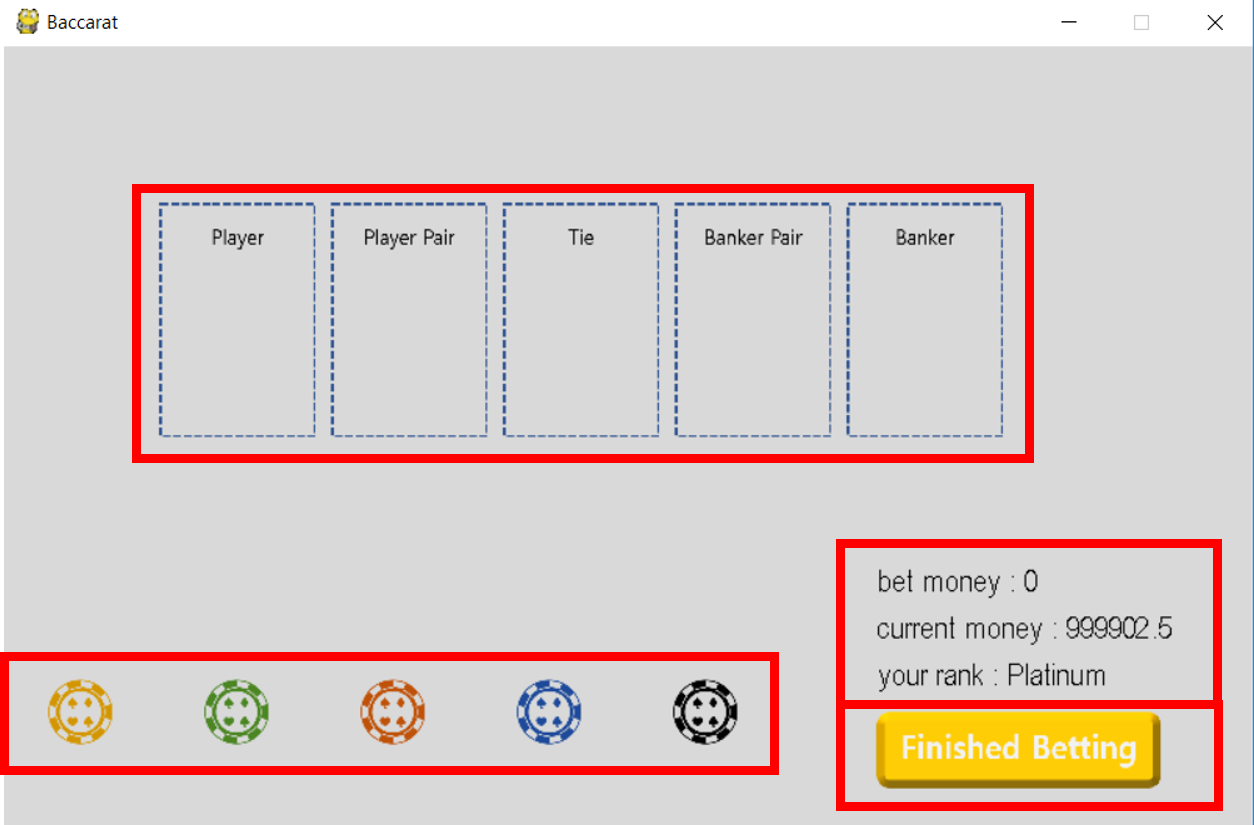 Baccarat
Player
Player Pair
Tie
Banker Pair
Banker
bet money : 0
current money : 999902.5
your rank : Platinum
Finished Betting